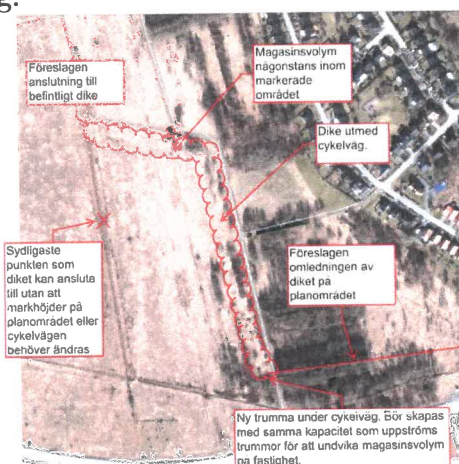 g.
Föreslagen
anslutning till
befintligt dike
Magasinsvolym
någonstans inom
markerade
området
Dike utmed
cykelväg.
Sydligaste
punkten som
diket kan ansluta
till utan att
markhöjder på
planområdet eller
cykelvägen
behöver ändras
Föreslagen
omledningen av
diket på
planområdet
Ny trumma under cykelväg. Bör skapas
med samma kapacitet som uppströms
trummor för att undvika magasinsvolym
på fastighet.